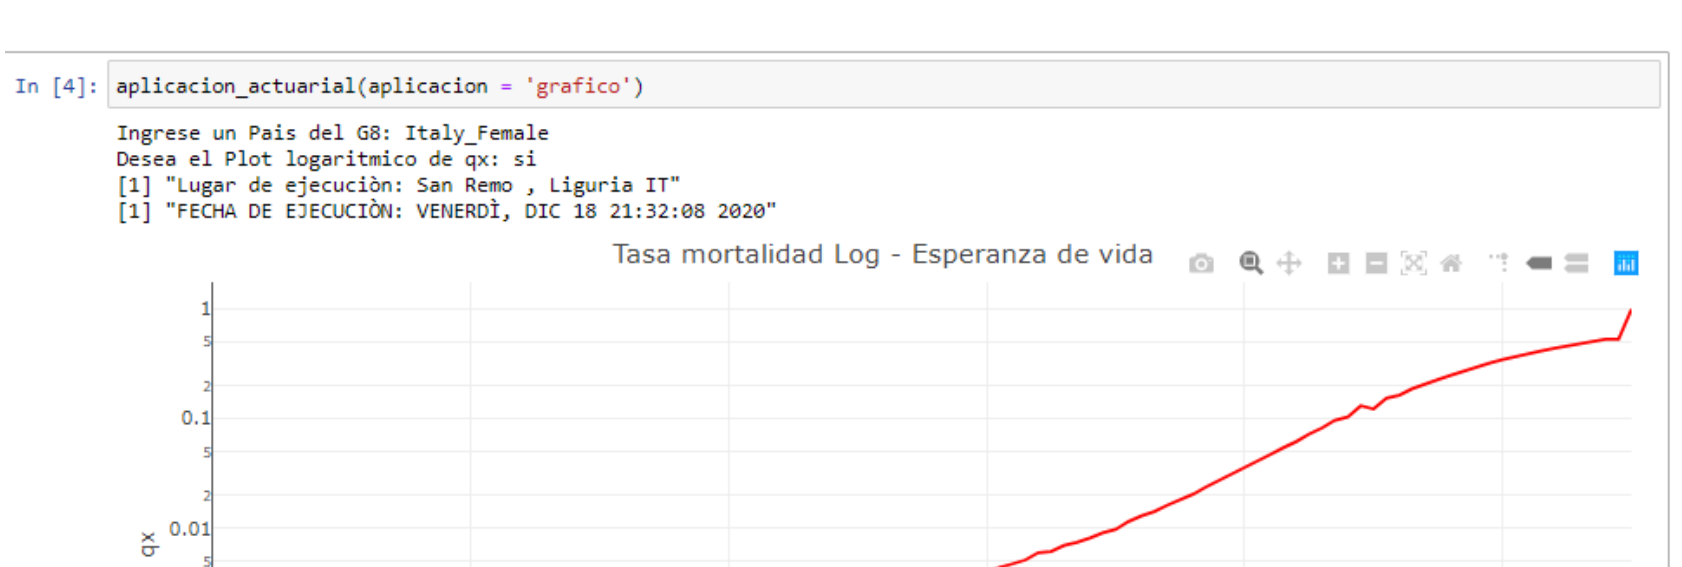 In [4]: aplicacion_actuarial(aplicacion = 'grafico')
Ingrese un Pais del G8: Italy_Female
Desea el Plot logaritmico de qx: si
[1] "Lugar de ejecuciòn: San Remo , Liguria IT"
[1] "FECHA DE EJECUCIÒN: VENERDÌ, DIC 18 21:32:08 2020"
Tasa mortalidad Log - Esperanza de vida
1
5
2
0.1
5
2
0.01
qx
5